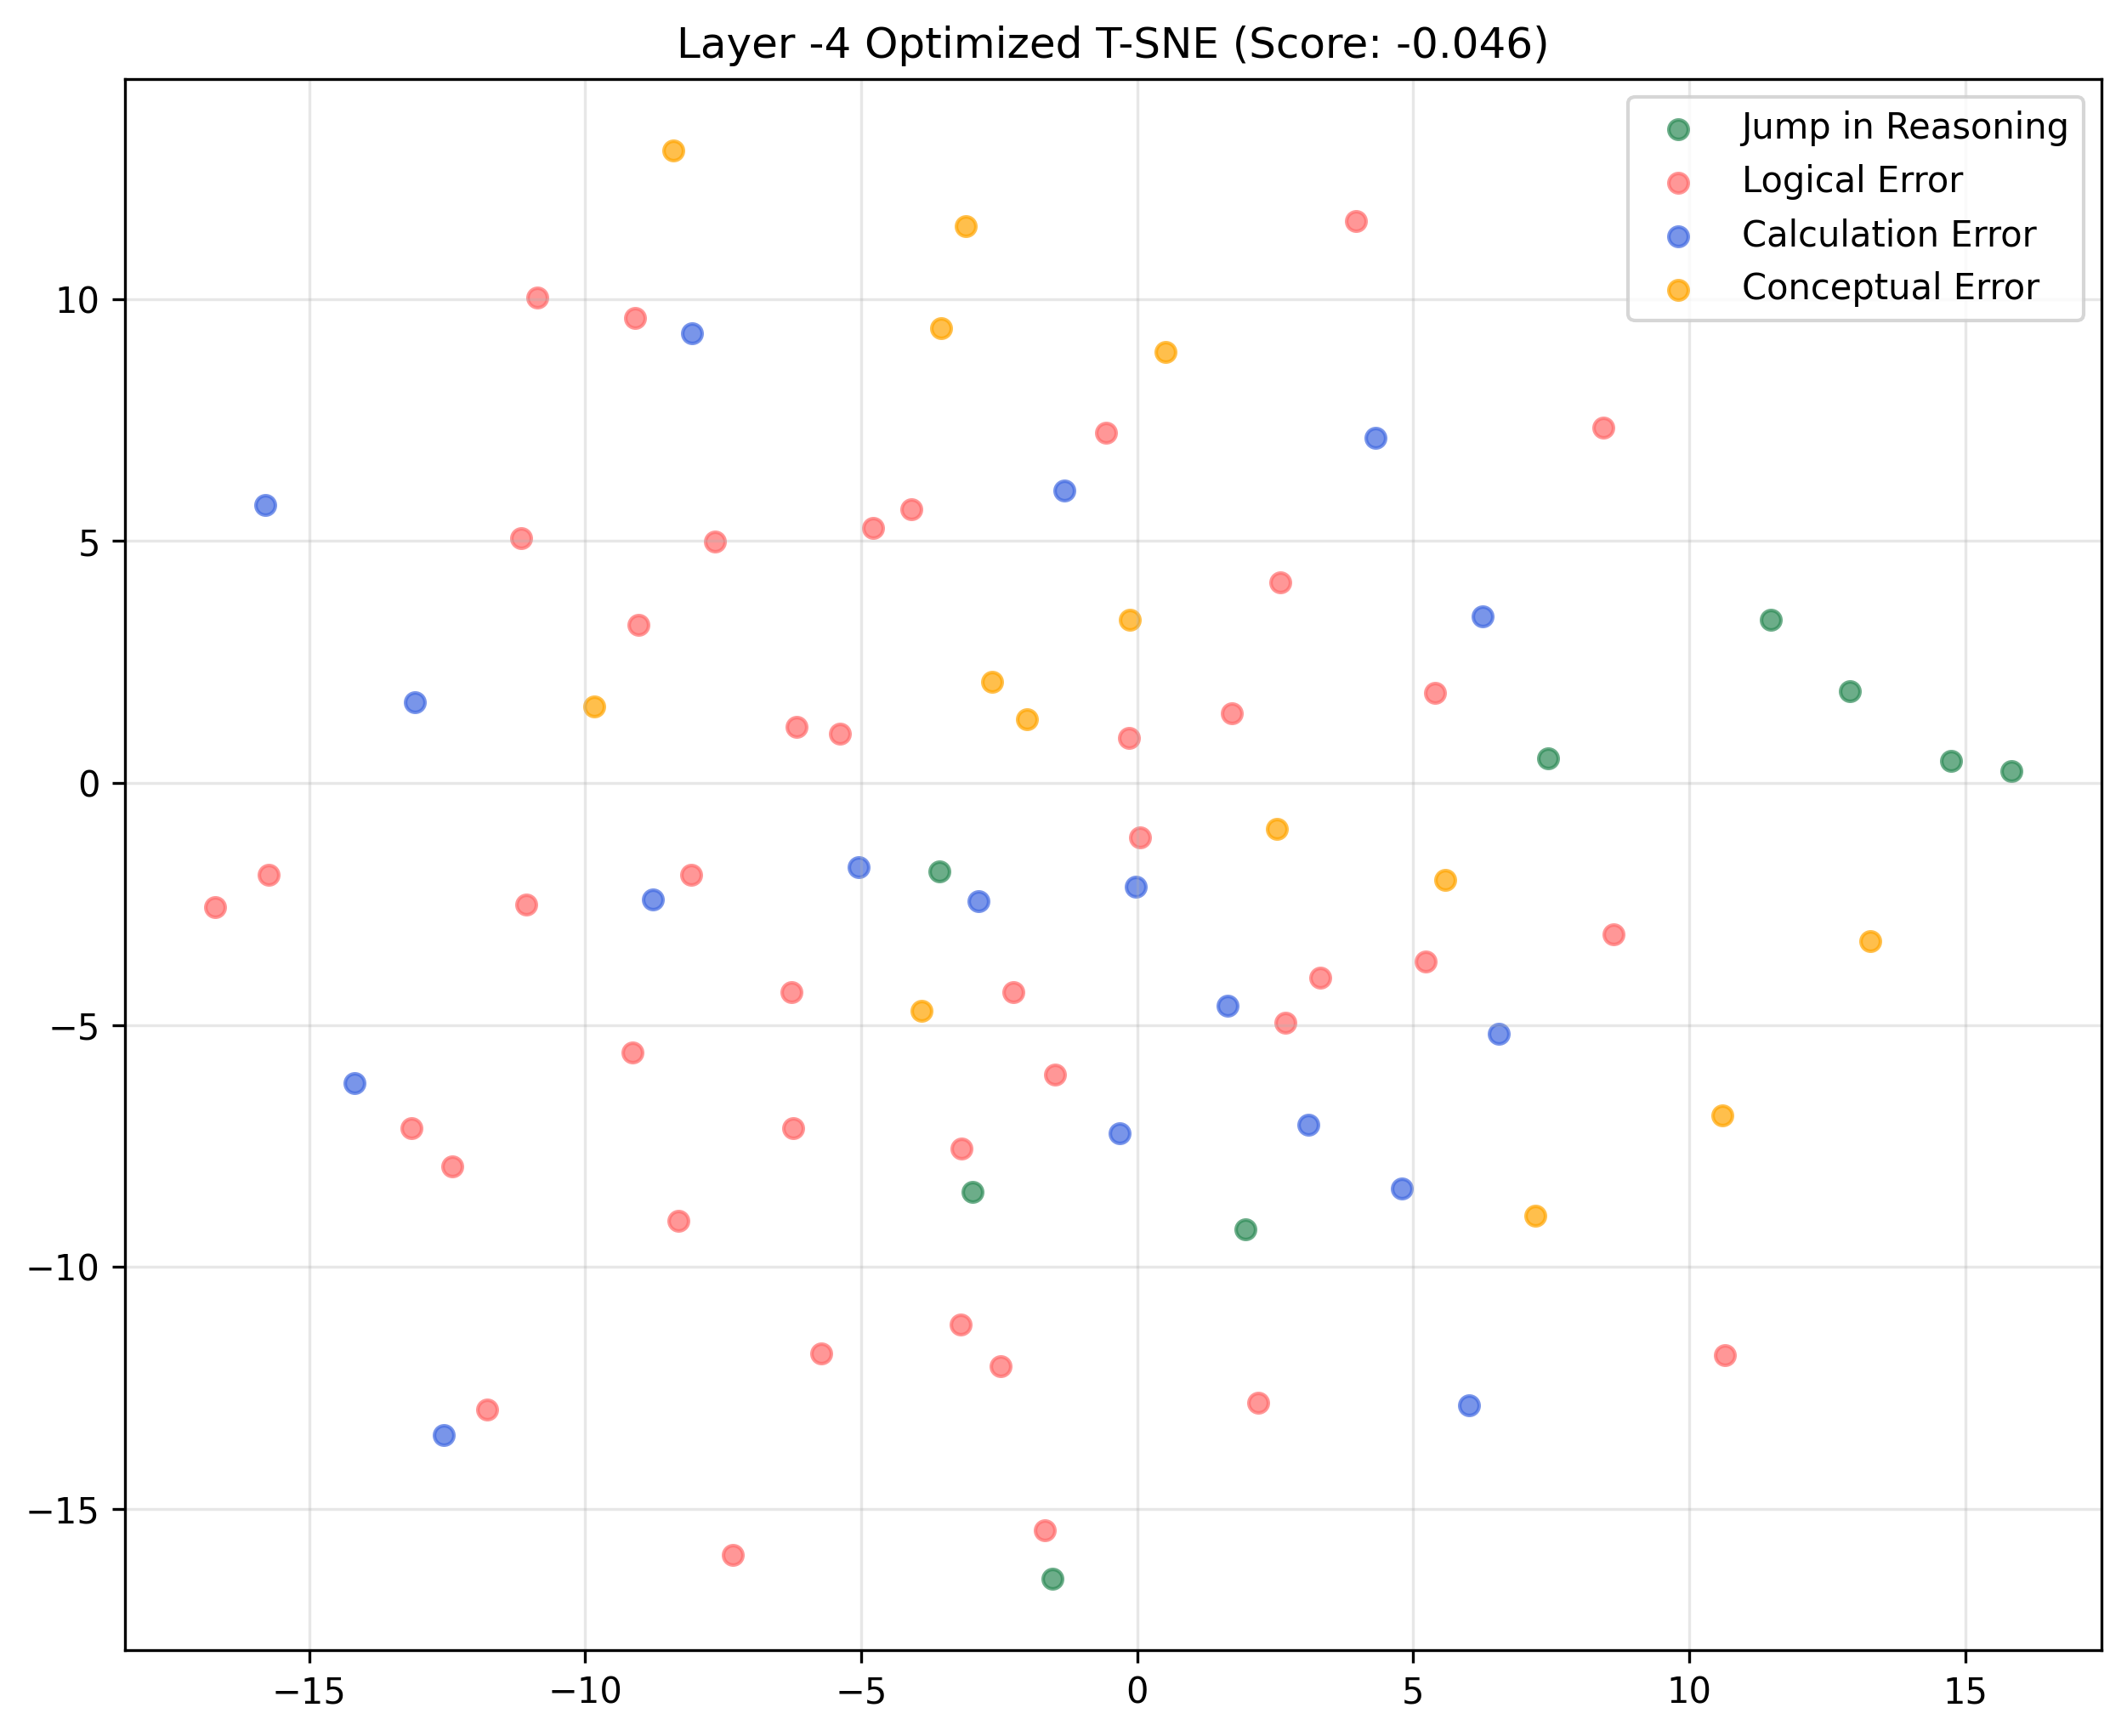 Layer -4 Optimized T-SNE (Score: -0.046)
Jump in Reasoning
Logical Error
Calculation Error
Conceptual Error
10
5
0
−5
−10
−15
−15
−10
−5
0
5
10
15